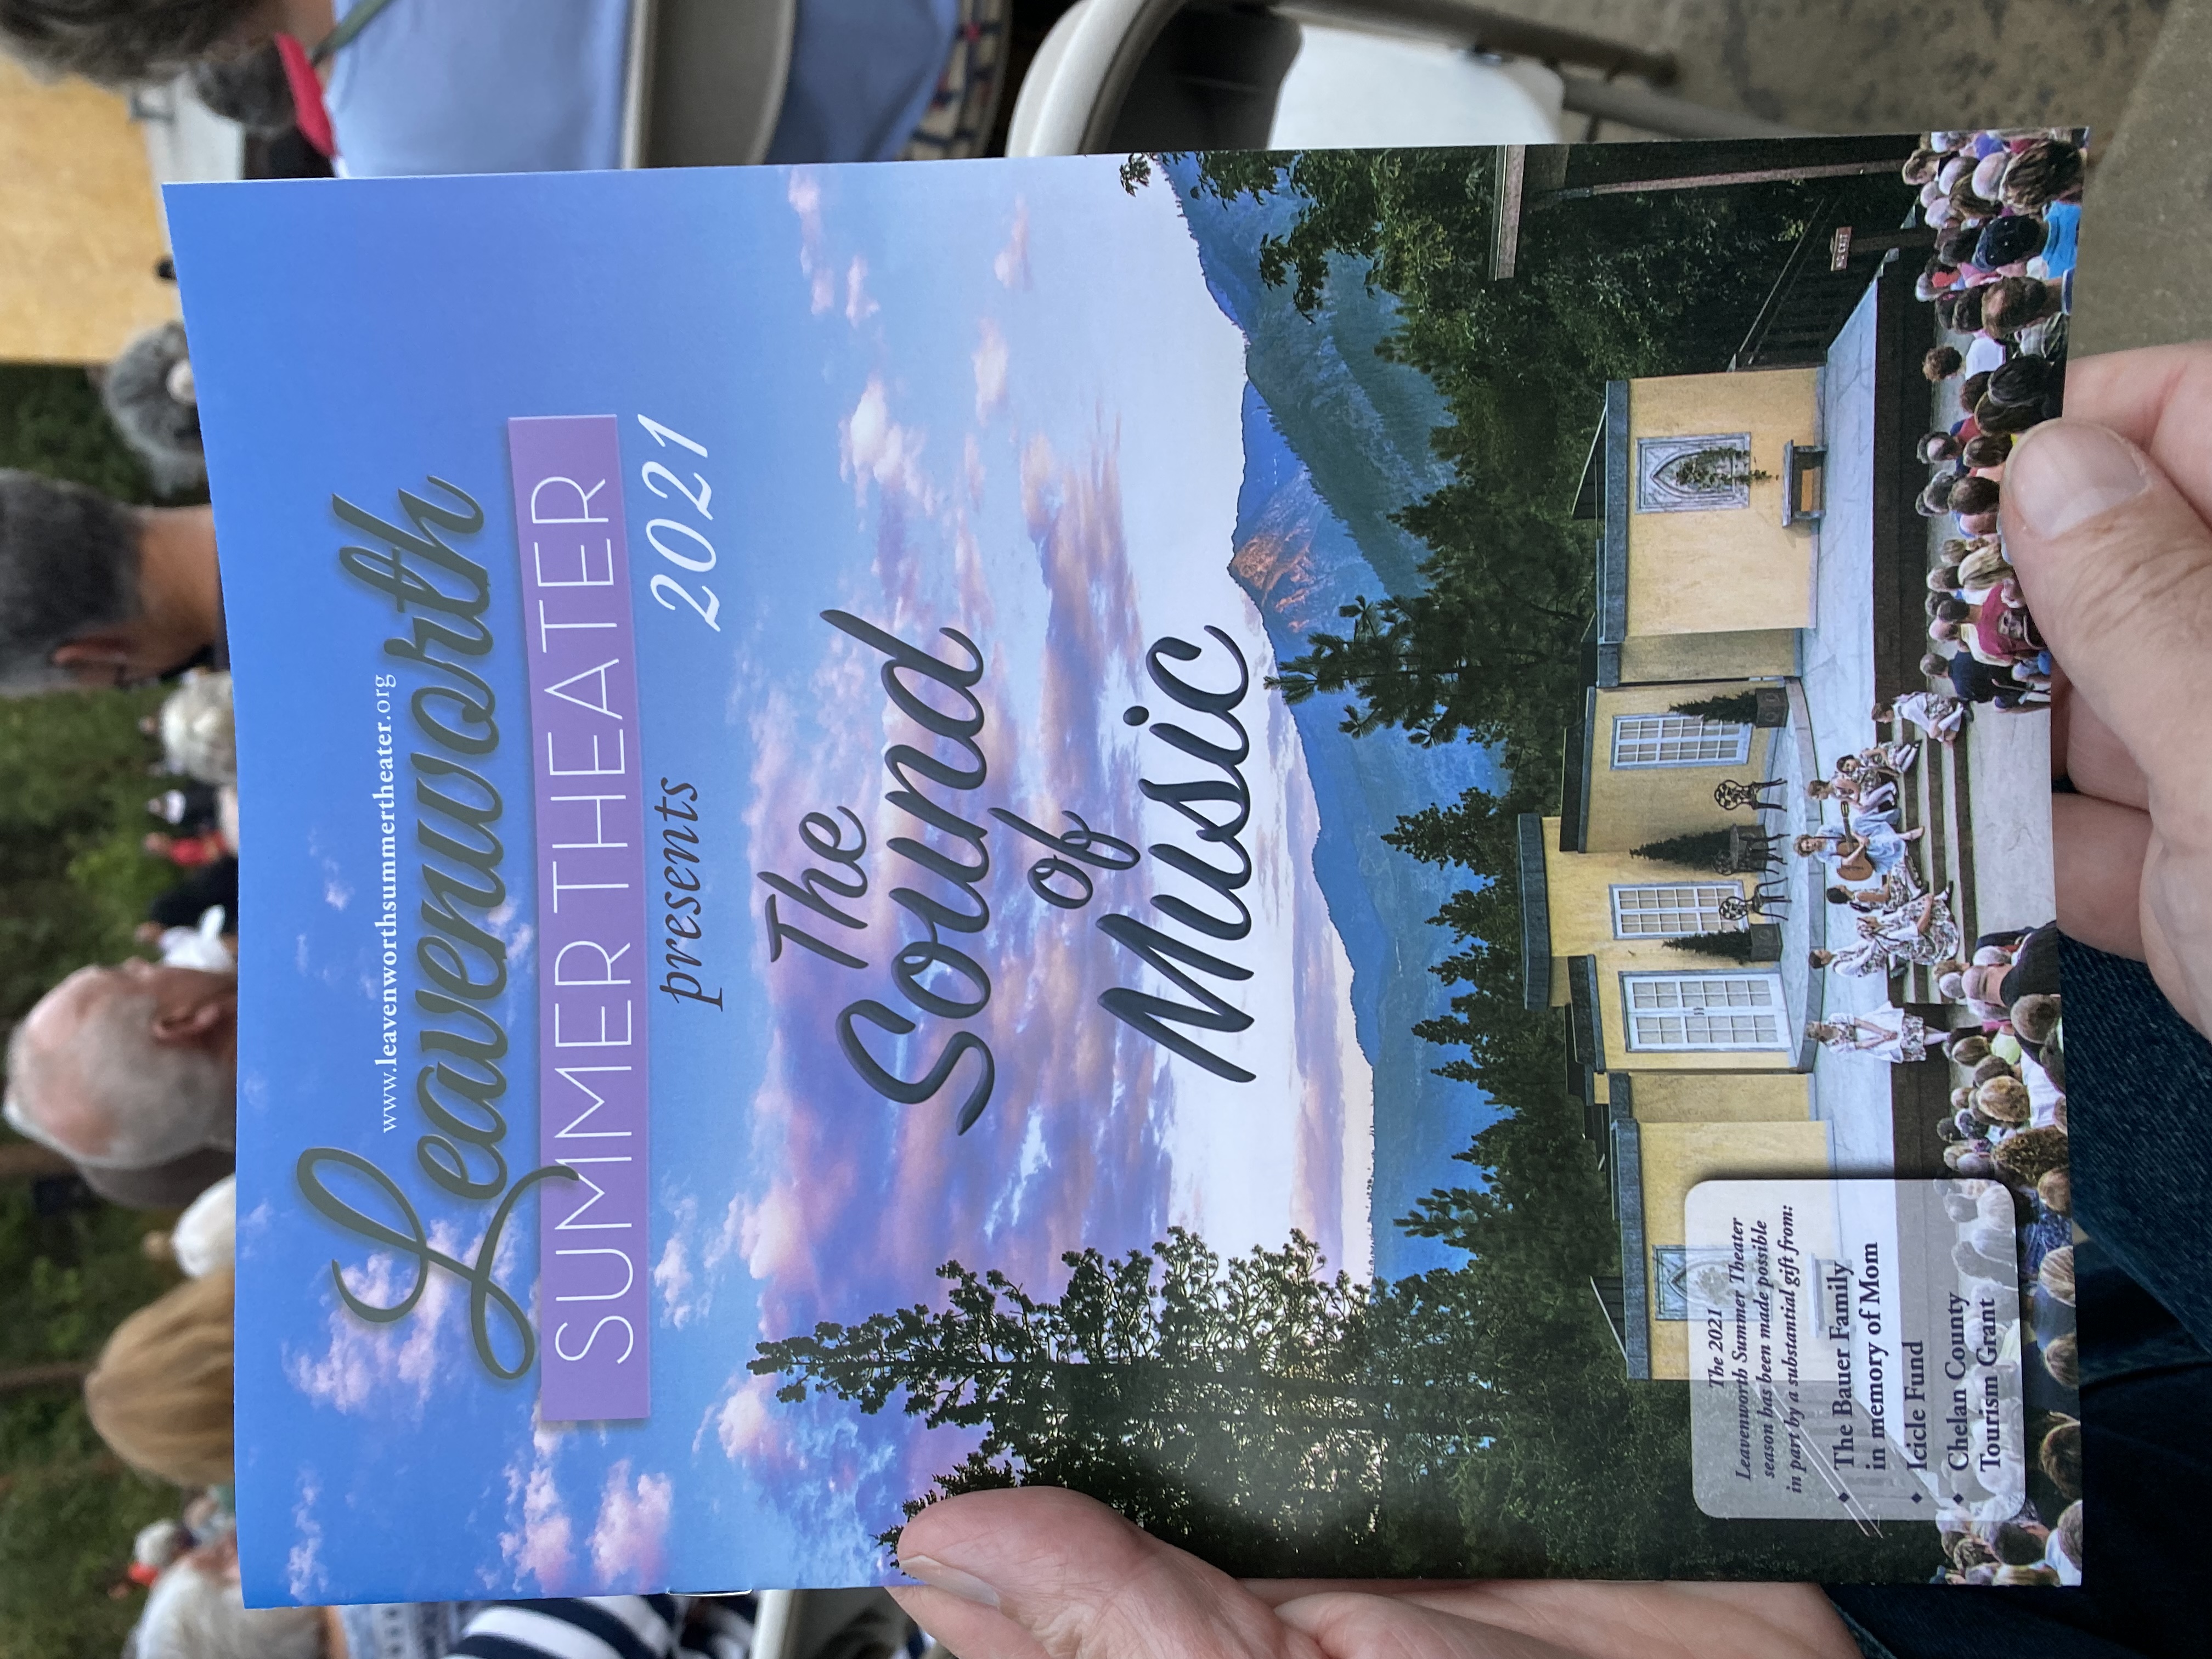 www.leavenworthsummertheater.org
Leavenworth
SUMMER THEATER
presents 2021
The
Sound
of
Music
The 2021
Leavenworth Summer Theater
season has been made possible
in part by a substantial gift from:
• The Bauer Family
in memory of Mom
• Icicle Fund
• Chelan County
Tourism Grant
NO EXIT